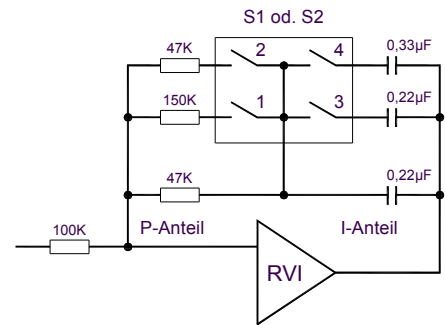 S1 od. S2
47K 2 4 0,33µF
150K 1 3 0,22µF
47K 0,22µF
100K P-Anteil I-Anteil
RVI